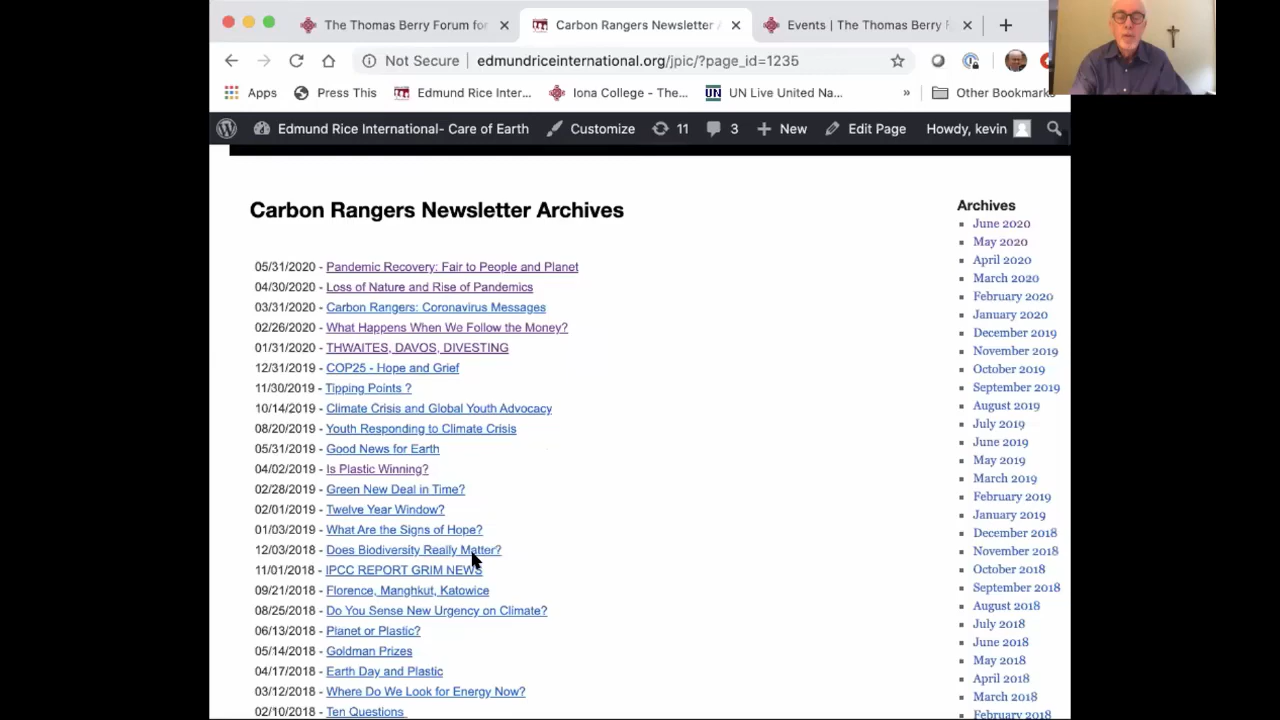 The Thomas Berry Forum for
Carbon Rangers Newsletter A
Events | The Thomas Berry F
Not Secure
edmundriceinternational.org/jpic/?page_id=1235
Apps
Press This
Edmund Rice Inter...
Iona College - The...
UN
UN Live United Na...
»
Other Bookmarks
Edmund Rice International- Care of Earth
Customize
11
3
New
Edit Page
Howdy, kevin
Carbon Rangers Newsletter Archives
05/31/2020 - Pandemic Recovery: Fair to People and Planet
04/30/2020 - Loss of Nature and Rise of Pandemics
03/31/2020 - Carbon Rangers: Coronavirus Messages
02/26/2020 - What Happens When We Follow the Money?
01/31/2020 - THWAITES, DAVOS, DIVESTING
12/31/2019 - COP25 - Hope and Grief
11/30/2019 - Tipping Points ?
10/14/2019 - Climate Crisis and Global Youth Advocacy
08/20/2019 - Youth Responding to Climate Crisis
05/31/2019 - Good News for Earth
04/02/2019 - Is Plastic Winning?
02/28/2019 - Green New Deal in Time?
02/01/2019 - Twelve Year Window?
01/03/2019 - What Are the Signs of Hope?
12/03/2018 - Does Biodiversity Really Matter?
11/01/2018 - IPCC REPORT GRIM NEWS
09/21/2018 - Florence, Manghkut, Katowice
08/25/2018 - Do You Sense New Urgency on Climate?
06/13/2018 - Planet or Plastic?
05/14/2018 - Goldman Prizes
04/17/2018 - Earth Day and Plastic
03/12/2018 - Where Do We Look for Energy Now?
02/10/2018 - Ten Questions
Archives
June 2020
May 2020
April 2020
March 2020
February 2020
January 2020
December 2019
November 2019
October 2019
September 2019
August 2019
July 2019
June 2019
May 2019
March 2019
February 2019
January 2019
December 2018
November 2018
October 2018
September 2018
August 2018
July 2018
June 2018
May 2018
April 2018
March 2018
February 2018